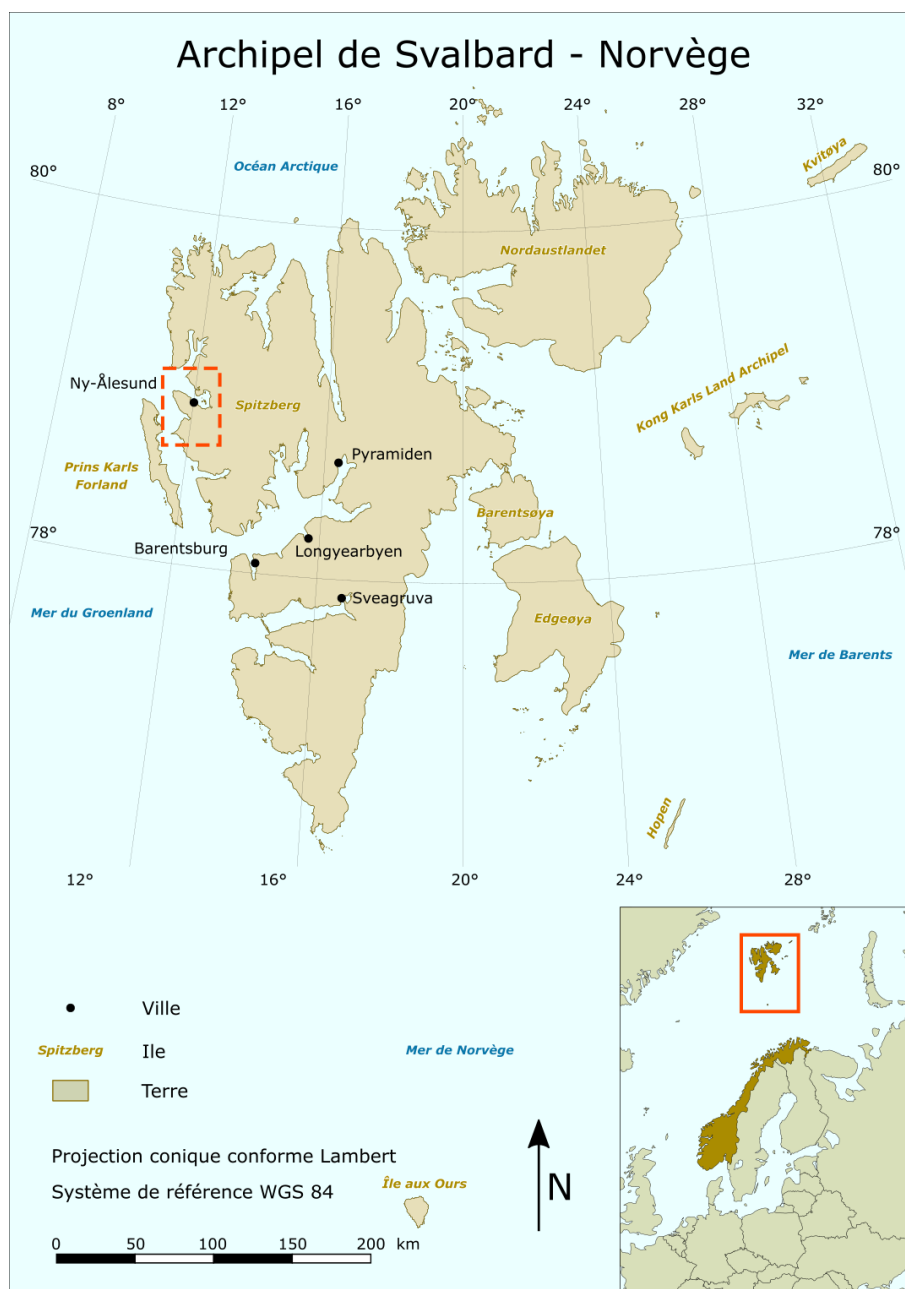 Archipel de Svalbard - Norvège
8°
12°
16°
20°
24°
28°
32°
Océan Arctique
Kvitøya
80°
80°
Nordaustlandet
Ny-Ålesund
Spitzberg
Kong Karls Land Archipel
Prins Karls
Forland
Pyramiden
Barentsøya
78°
78°
Barentsburg
Longyearbyen
Sveagruva
Mer du Groenland
Edgeøya
Mer de Barents
Hopen
12°
16°
20°
24°
28°
Ville
Spitzberg
Ile
Mer de Norvège
Terre
Projection conique conforme Lambert
Système de référence WGS 84
Île aux Ours
N
0
50
100
150
200
km